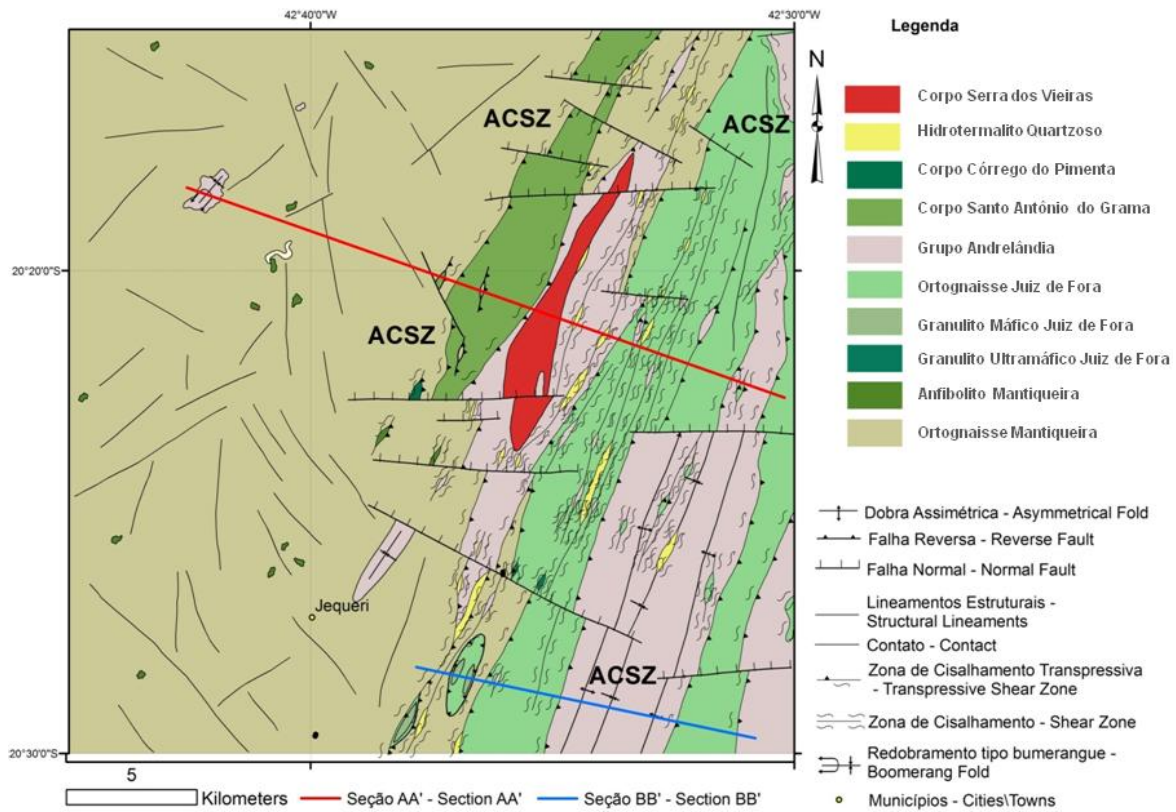 42°40'0"W
42°30'0"W
Legenda
N
Corpo Serra dos Vieiras
Hidrotermalito Quartzoso
Corpo Córrego do Pimenta
Corpo Santo António do Grama
Grupo Andrelândia
Ortognaisse Juiz de Fora
Granulito Máfico Juiz de Fora
Granulito Ultramáfico Juiz de Fora
Anfibolito Mantiqueira
Ortognaisse Mantiqueira
ACSZ
ACSZ
20°20'0"S
ACSZ
Jequeri
ACSZ
20°30'0"S
Dobra Assimétrica - Asymmetrical Fold
Falha Reversa - Reverse Fault
Falha Normal - Normal Fault
Lineamentos Estruturais -
Structural Lineaments
Contato - Contact
Zona de Cisalhamento Transpressiva
- Transpressive Shear Zone
Zona de Cisalhamento - Shear Zone
Redobramento tipo bumerangue -
Boomerang Fold
Municípios - Cities\Towns
5
Kilometers
Seção AA' - Section AA'
Seção BB' - Section BB'